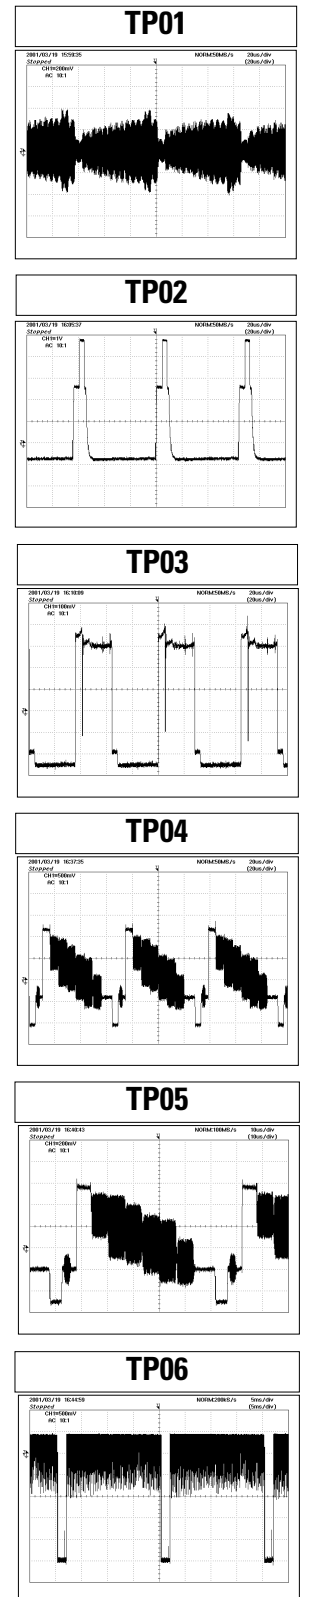 TP01
2001/03/19 15:59:35 NORM:50MS/s 20us/div
Stopped (20us/div)
CH1=200mV
AC 10:1
TP02
2001/03/19 16:05:37 NORM:50MS/s 20us/div
Stopped (20us/div)
CH1=1V
AC 10:1
TP03
2001/03/19 16:10:09 NORM:50MS/s 20us/div
Stopped (20us/div)
CH1=100mV
AC 10:1
TP04
2001/03/19 16:37:35 NORM:50MS/s 20us/div
Stopped (20us/div)
CH1=500mV
AC 10:1
TP05
2001/03/19 16:40:43 NORM:100MS/s 10us/div
Stopped (10us/div)
CH1=200mV
AC 10:1
TP06
2001/03/19 16:44:59 NORM:200kS/s 5ms/div
Stopped (5ms/div)
CH1=500mV
AC 10:1